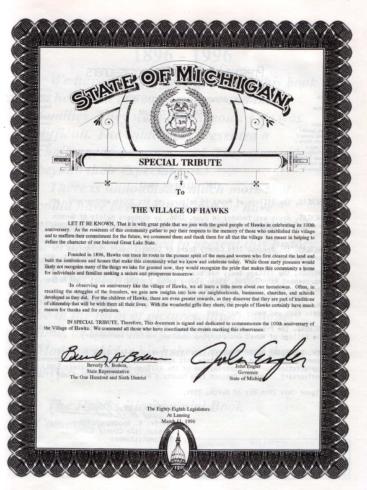 STATE OF MICHIGAN
SPECIAL TRIBUTE
To
THE VILLAGE OF HAWKS
LET IT BE KNOWN, That it is with great pride that we join with the good people of Hawks in celebrating its 100th
anniversary. As the residents of this community gather to pay their respects to the memory of those who established this village
and to reaffirm their commitment for the future, we commend them and thank them for all that the village has meant in helping to
define the character of our beloved Great Lake State.
Founded in 1896, Hawks can trace its roots to the pioneer spirit of the men and women who first cleared the land and
built the institutions and homes that make this community what we know and celebrate today. While those early pioneers would
likely not recognize many of the things we take for granted now, they would recognize the pride that makes this community a home
for individuals and families seeking a secure and prosperous tomorrow.
In observing an anniversary like the village of Hawks, we all learn a little more about our hometowns. Often, in
recalling the struggles of the founders, we gain new insights into how our neighborhoods, businesses, churches, and schools
developed as they did. For the children of Hawks, there are even greater rewards, as they discover that they are part of traditions
of citizenship that will be with them all their lives. With the wonderful gifts they share, the people of Hawks certainly have much
reason for thanks and for optimism.
IN SPECIAL TRIBUTE, Therefore, This document is signed and dedicated to commemorate the 100th anniversary of
the Village of Hawks. We commend all those who have coordinated the events marking this observance.
Beverly A. Bodem John Engler
Beverly A. Bodem, John Engler
State Representative Governor
The One Hundred and Sixth District State of Michigan
The Eighty-Eighth Legislature
At Lansing
March 11, 1996